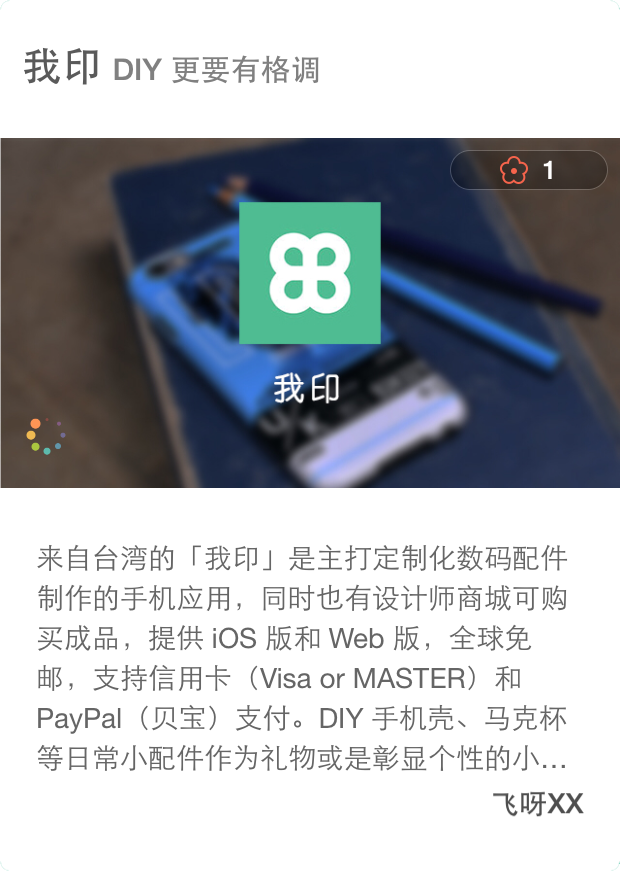 我印 DIY 更要有格调
1
我印
来自台湾的「我印」是主打定制化数码配件
制作的手机应用，同时也有设计师商城可购
买成品，提供 iOS 版和 Web 版，全球免
邮，支持信用卡（Visa or MASTER）和
PayPal（贝宝）支付。DIY 手机壳、马克杯
等日常小配件作为礼物或是彰显个性的小…
飞呀XX